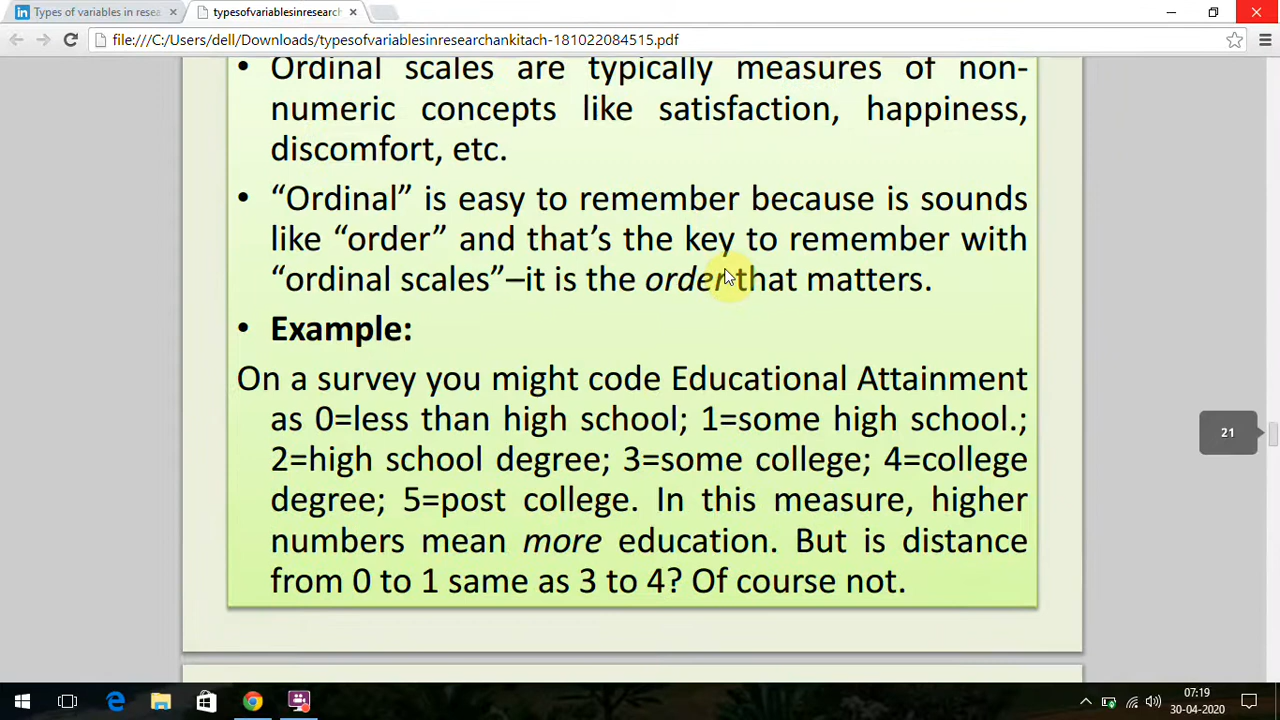 Types of variables in resea
typesofvariablesinresearch
file:///C:/Users/dell/Downloads/typesofvariablesinresearchankitach-181022084515.pdf
• Ordinal scales are typically measures of non-
numeric concepts like satisfaction, happiness,
discomfort, etc.
• “Ordinal” is easy to remember because is sounds
like “order” and that’s the key to remember with
“ordinal scales”–it is the order that matters.
• Example:
On a survey you might code Educational Attainment
as 0=less than high school; 1=some high school.;
2=high school degree; 3=some college; 4=college
degree; 5=post college. In this measure, higher
numbers mean more education. But is distance
from 0 to 1 same as 3 to 4? Of course not.
21
07:19
30-04-2020